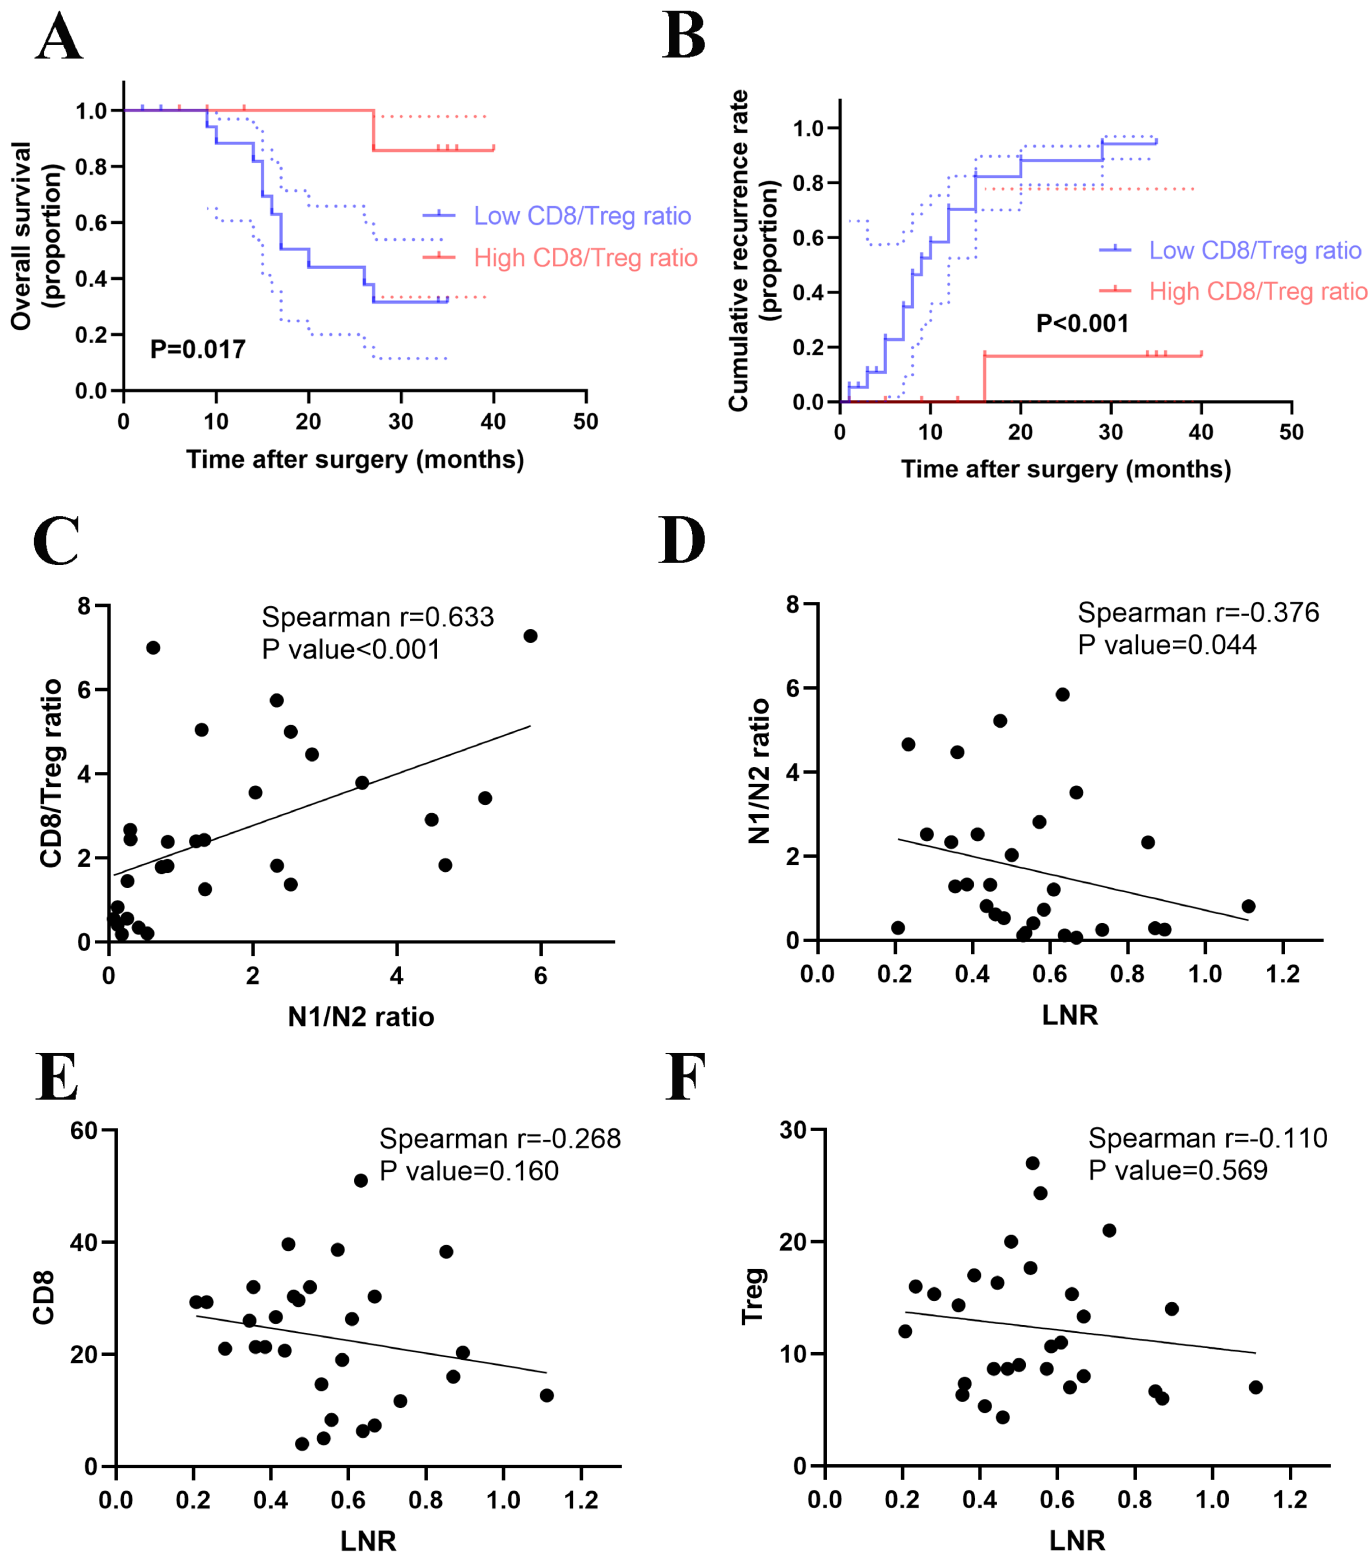 A
Overall survival
(proportion)
1.0
0.8
0.6
0.4
0.2
0.0
Low CD8/Treg ratio
High CD8/Treg ratio
P=0.017
0 10 20 30 40 50
Time after surgery (months)
B
Cumulative recurrence rate
(proportion)
1.0
0.8
0.6
0.4
0.2
0.0
Low CD8/Treg ratio
High CD8/Treg ratio
P<0.001
0 10 20 30 40 50
Time after surgery (months)
C
CD8/Treg ratio
8
6
4
2
0
Spearman r=0.633
P value<0.001
0 2 4 6
N1/N2 ratio
D
N1/N2 ratio
8
6
4
2
0
Spearman r=-0.376
P value=0.044
0.0 0.2 0.4 0.6 0.8 1.0 1.2
LNR
E
CD8
60
40
20
0
Spearman r=-0.268
P value=0.160
0.0 0.2 0.4 0.6 0.8 1.0 1.2
LNR
F
Treg
30
20
10
0
Spearman r=-0.110
P value=0.569
0.0 0.2 0.4 0.6 0.8 1.0 1.2
LNR